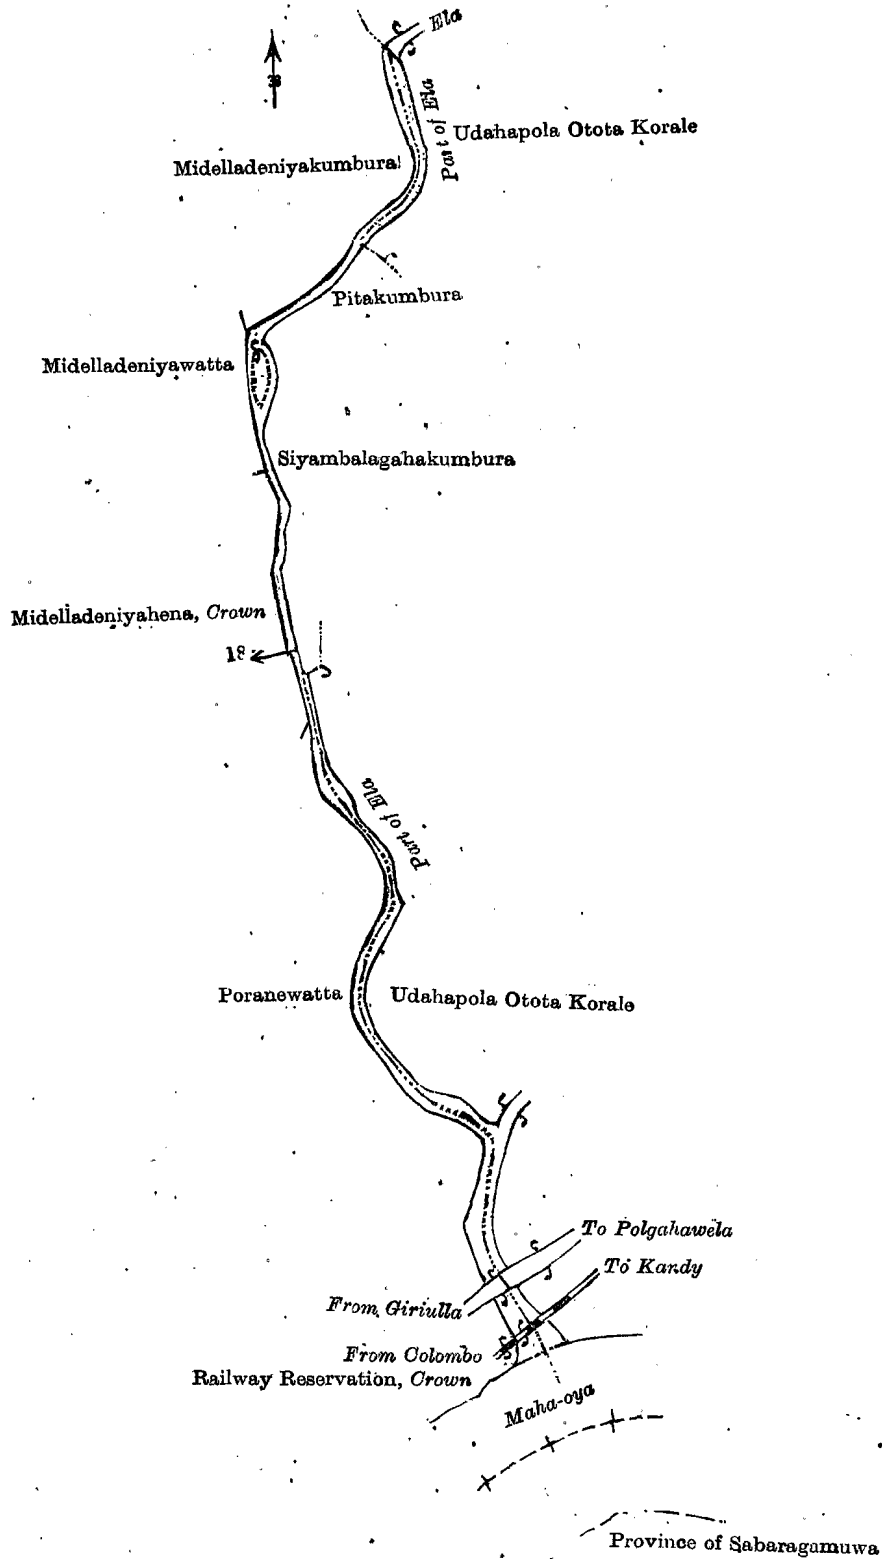 Ela
Part of Ela
Udahapola Otota Korale
Midelladeniyakumbura
Pitakumbura
Midelladeniyawatta
Siyambalagahakumbura
Midelladeniyahena, Crown
18
Part of Ela
Poranewatta
Udahapola Otota Korale
To Polgahawela
To Kandy
From Giriulla
From Colombo
Railway Reservation, Crown
Maha-oya
Province of Sabaragamuwa